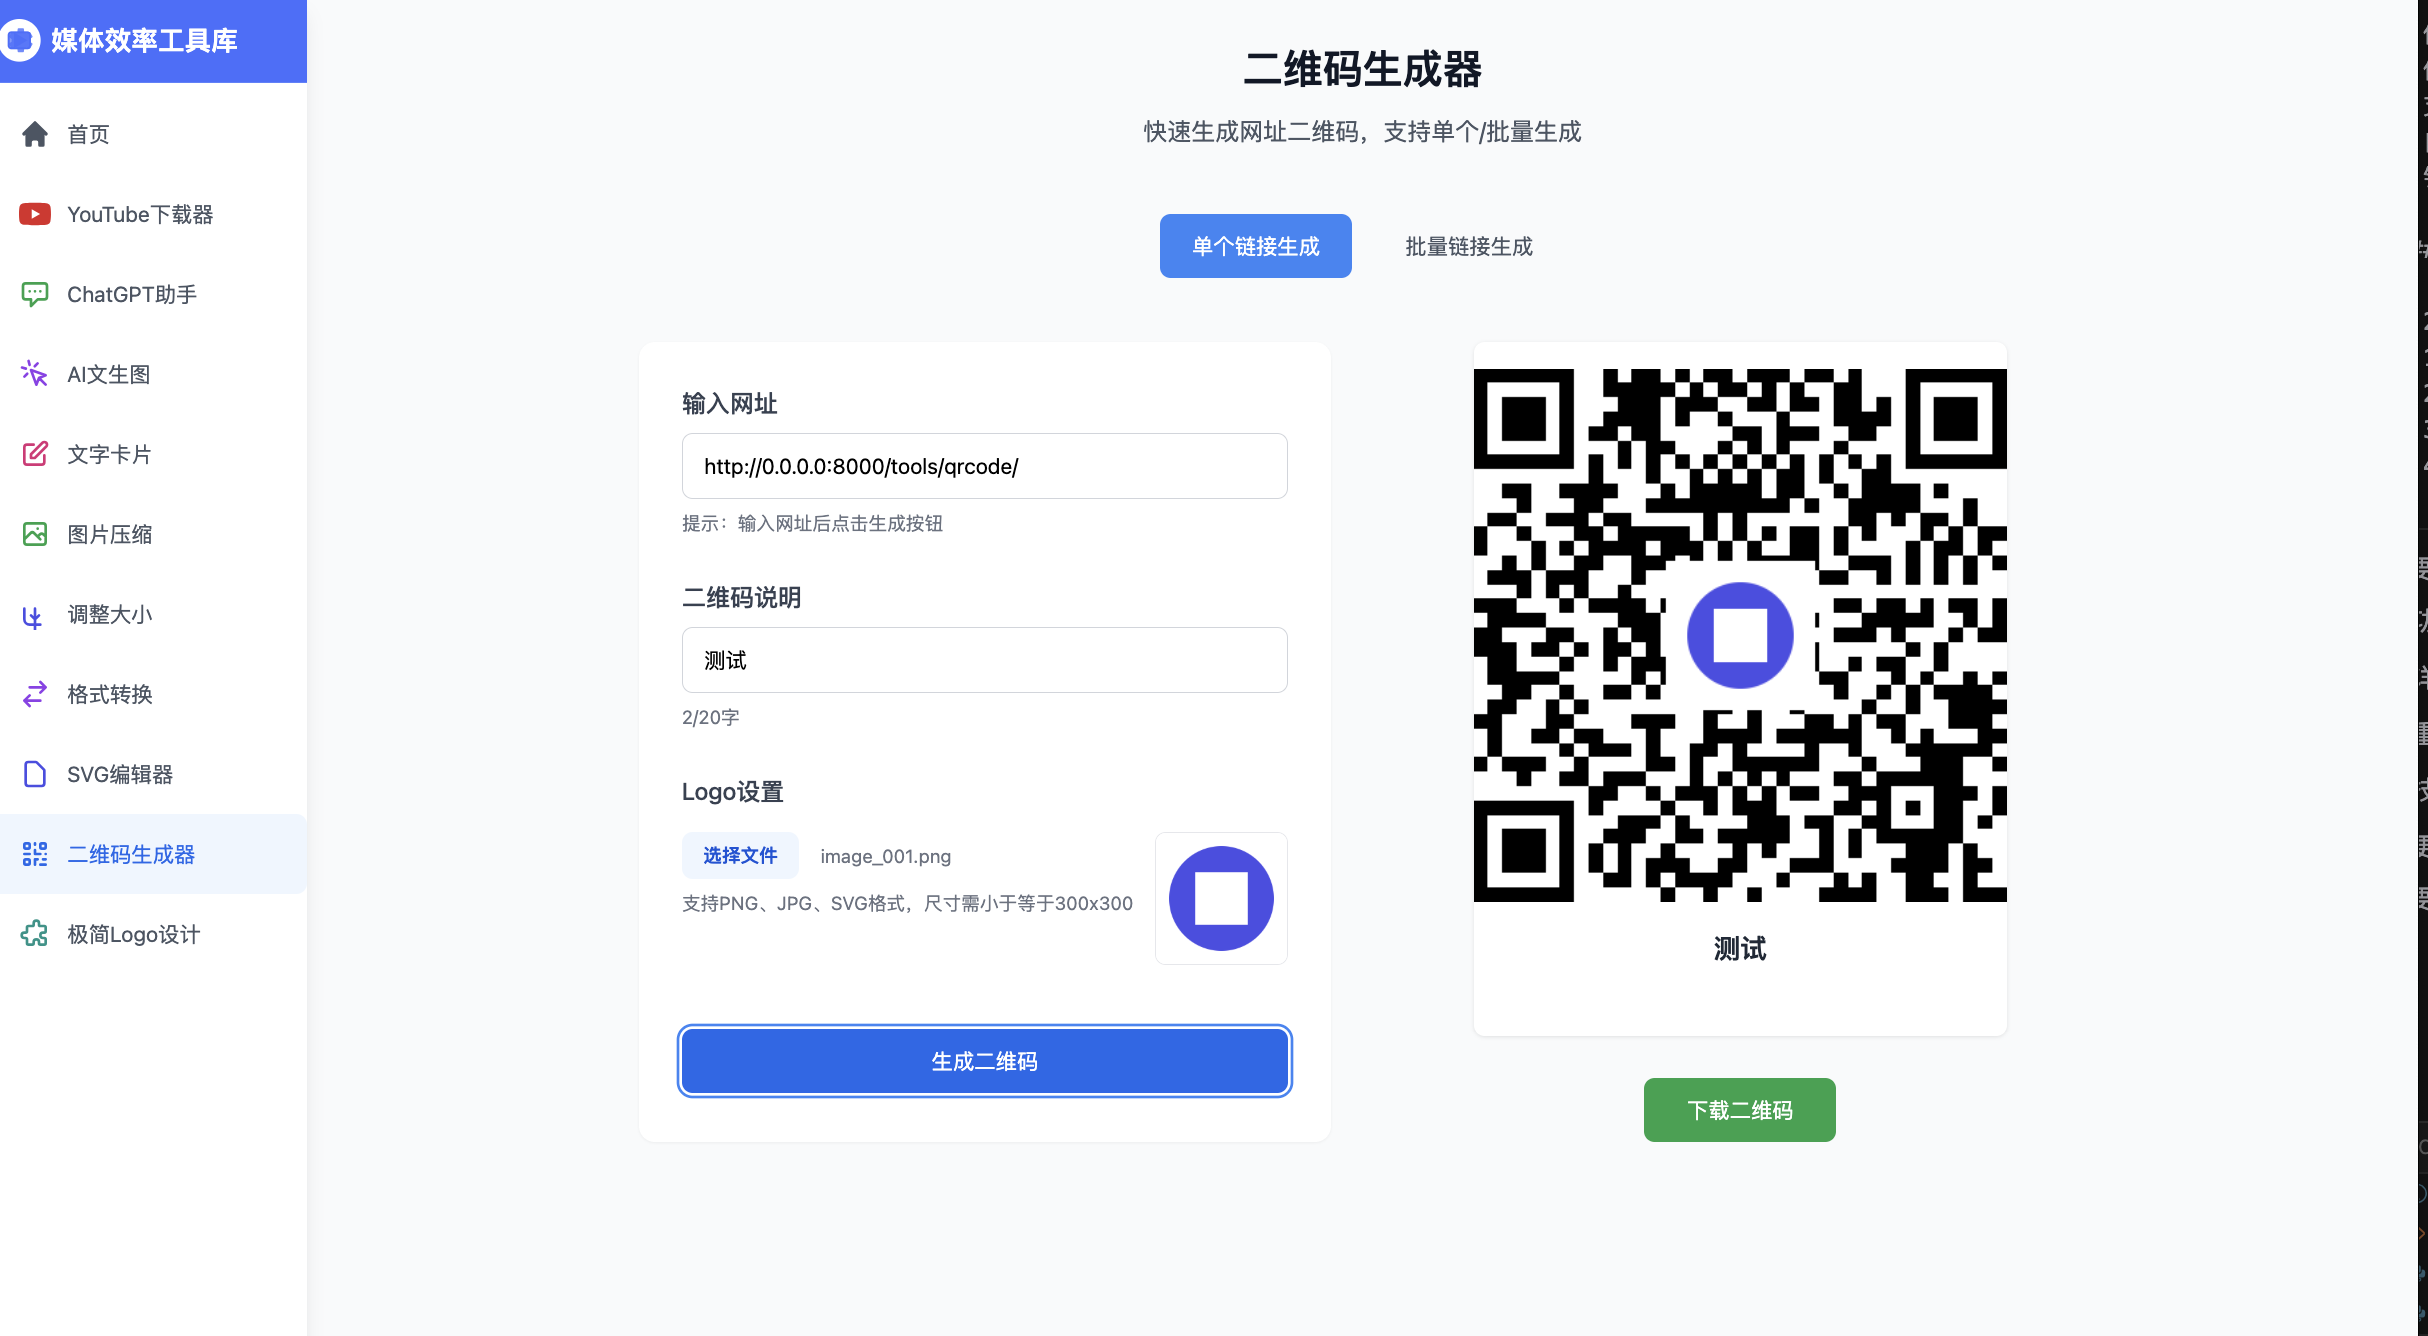 媒体效率工具库
首页
YouTube下载器
ChatGPT助手
AI文生图
文字卡片
图片压缩
调整大小
格式转换
SVG编辑器
二维码生成器
极简Logo设计
二维码生成器
快速生成网址二维码，支持单个/批量生成
单个链接生成
批量链接生成
输入网址
http://0.0.0.0:8000/tools/qrcode/
提示：输入网址后点击生成按钮
二维码说明
测试
2/20字
Logo设置
选择文件
image_001.png
支持PNG、JPG、SVG格式，尺寸需小于等于300x300
生成二维码
测试
下载二维码